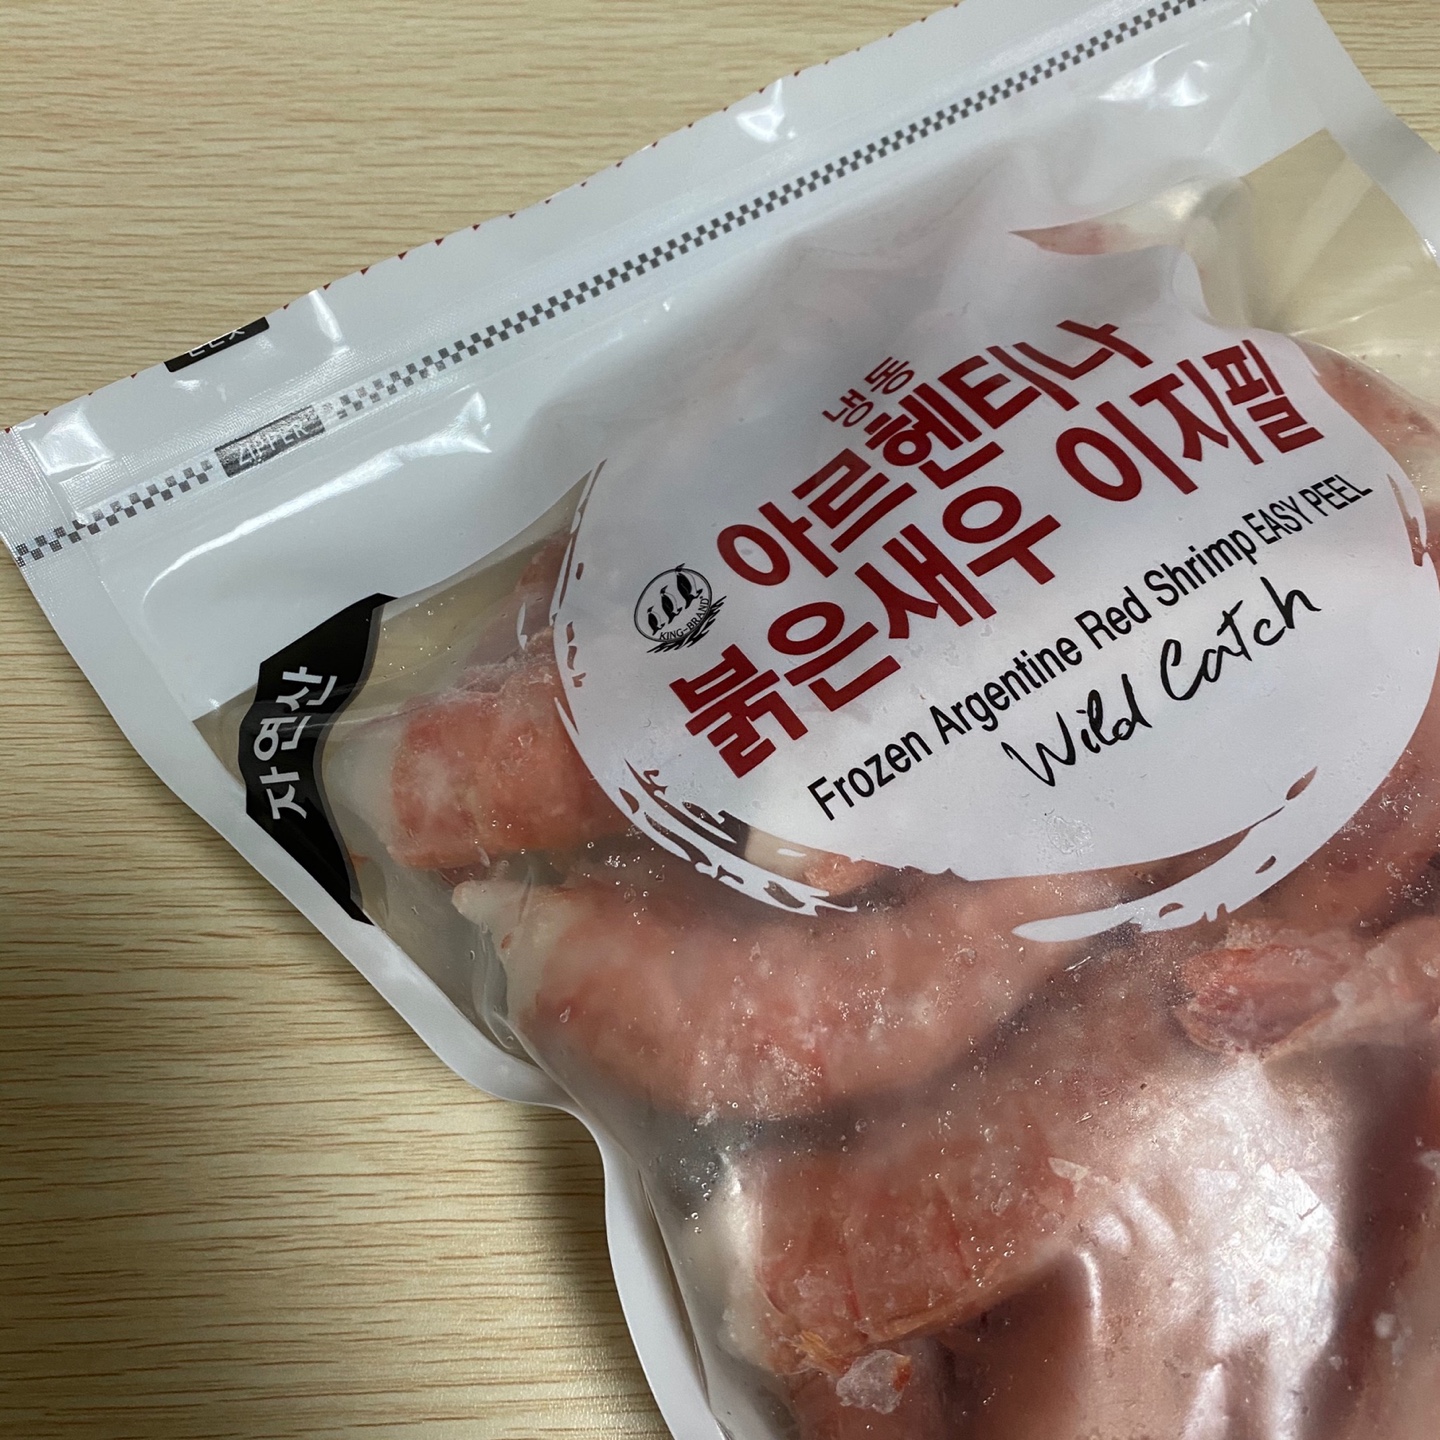 ZIPPER
자연산
냉동
아르헨티나
붉은새우 이지필
KING-BRAND
Frozen Argentine Red Shrimp EASY PEEL
Wild Catch